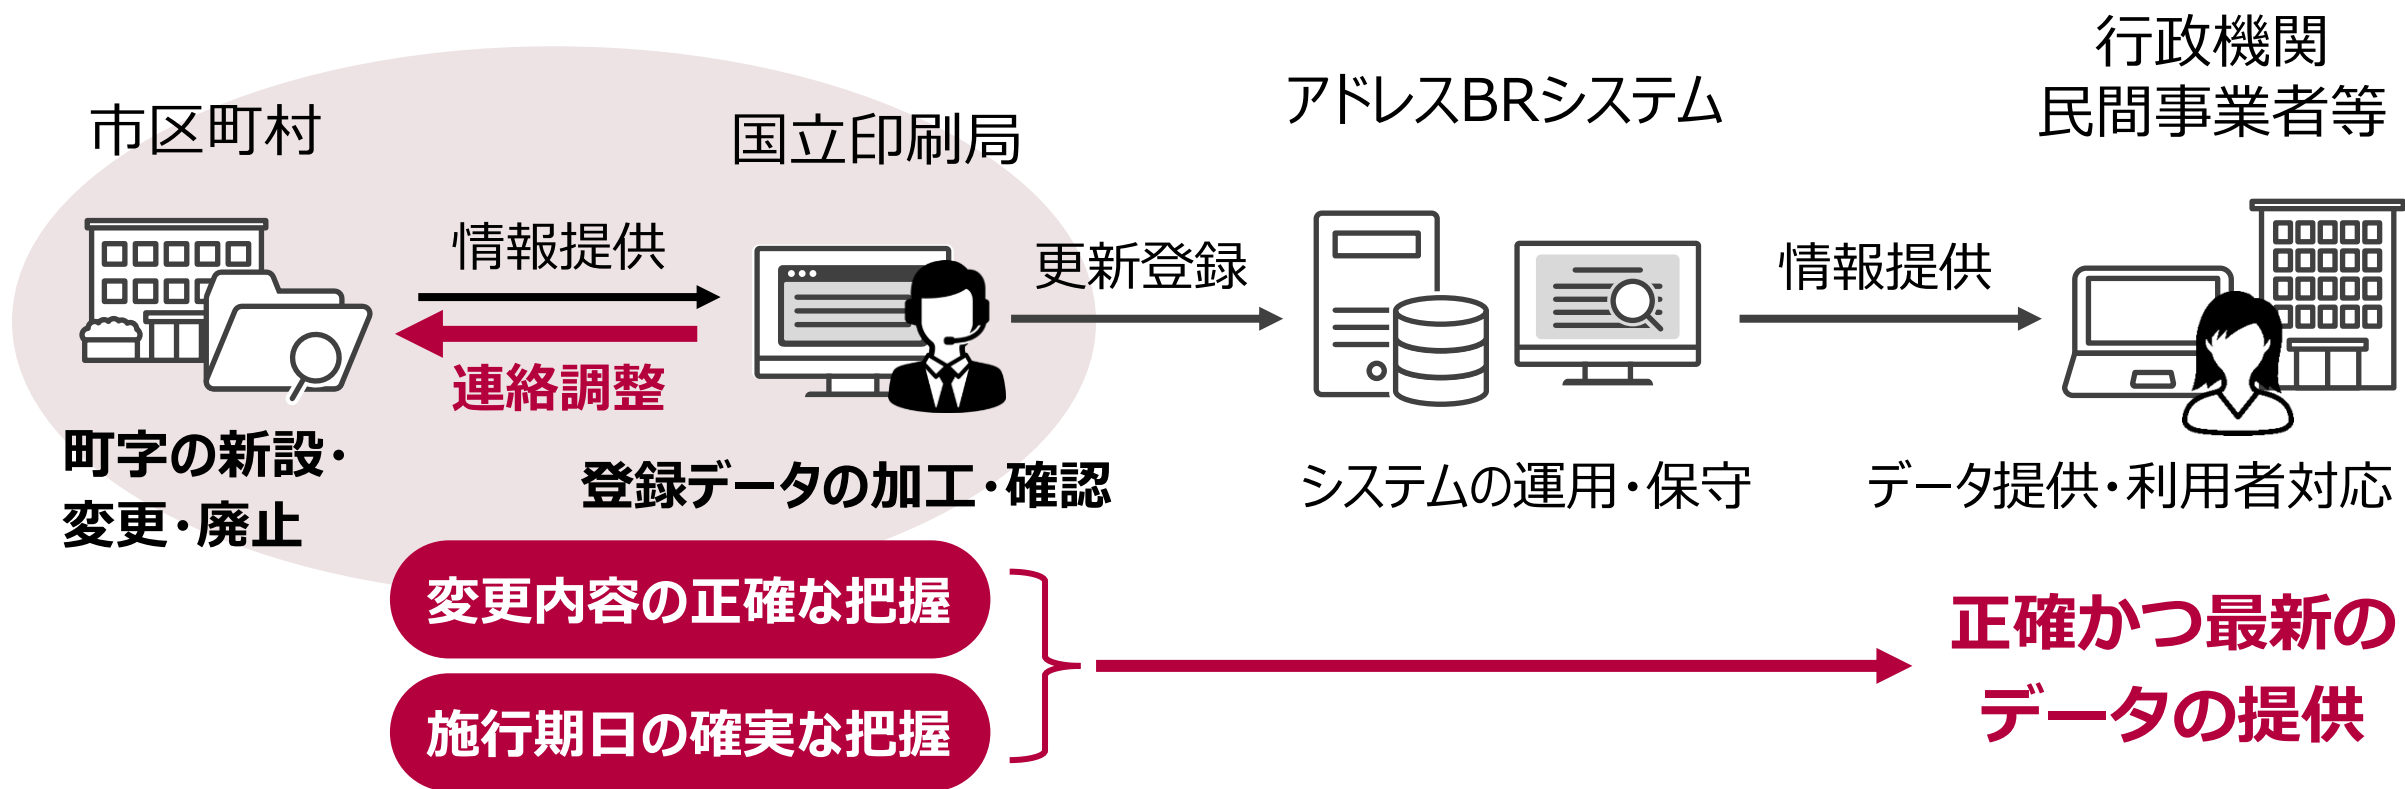 市区町村
国立印刷局
アドレスBRシステム
行政機関
民間事業者等
情報提供
連絡調整
更新登録
情報提供
町字の新設・
変更・廃止
登録データの加工・確認
システムの運用・保守
データ提供・利用者対応
変更内容の正確な把握
施行期日の確実な把握
正確かつ最新の
データの提供